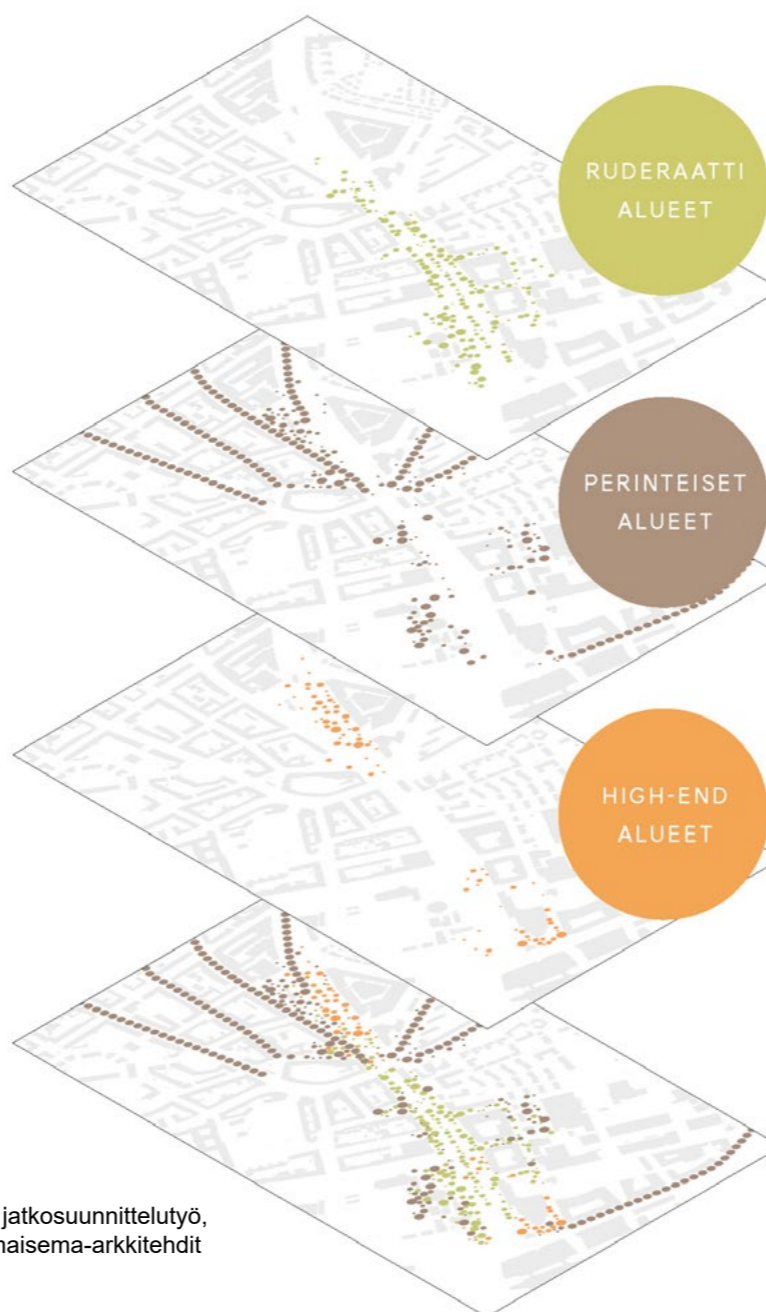 RUDERAATTI
ALUEET
PERINTEISET
ALUEET
HIGH-END
ALUEET
jatkosuunnittelutyö,
maisema-arkkitehdit